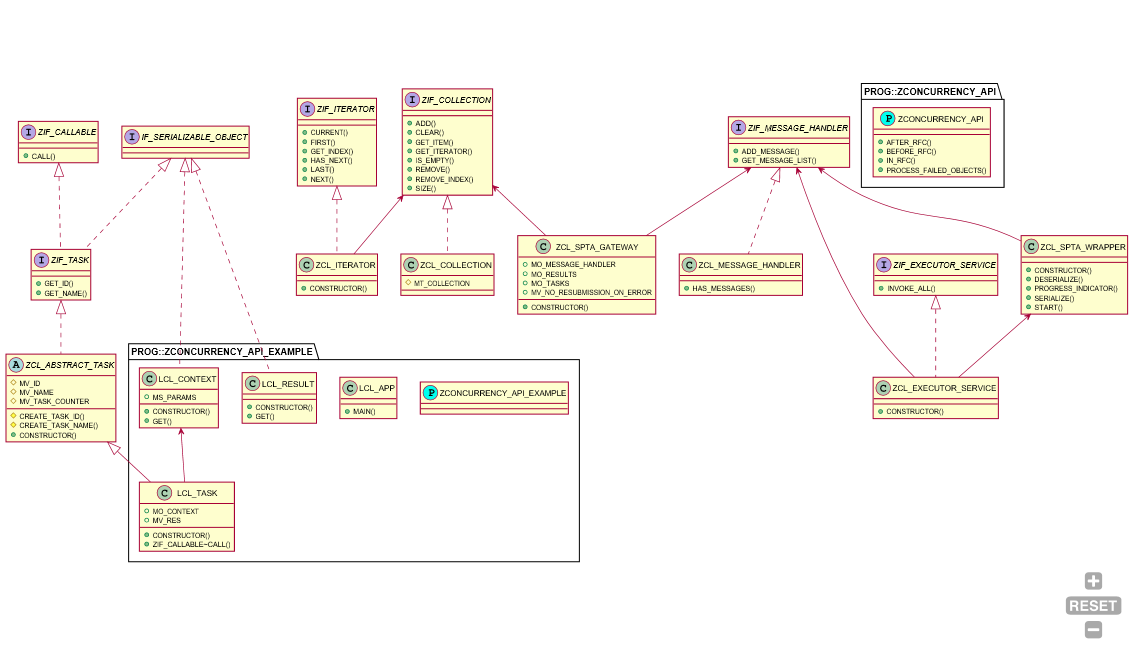 ZIF_CALLABLE
CALL()
IF_SERIALIZABLE_OBJECT
ZIF_ITERATOR
CURRENT()
FIRST()
GET_INDEX()
HAS_NEXT()
LAST()
NEXT()
ZIF_COLLECTION
ADD()
CLEAR()
GET_ITEM()
GET_ITERATOR()
IS_EMPTY()
REMOVE()
REMOVE_INDEX()
SIZE()
ZIF_MESSAGE_HANDLER
ADD_MESSAGE()
GET_MESSAGE_LIST()
PROG::ZCONCURRENCY_API
P
ZCONCURRENCY_API
AFTER_RFC()
BEFORE_RFC()
IN_RFC()
PROCESS_FAILED_OBJECTS()
I
ZIF_TASK
GET_ID()
GET_NAME()
C
ZCL_ITERATOR
CONSTRUCTOR()
C
ZCL_COLLECTION
MT_COLLECTION
C
ZCL_SPTA_GATEWAY
MO_MESSAGE_HANDLER
MO_RESULTS
MO_TASKS
MV_NO_RESUBMISSION_ON_ERROR
CONSTRUCTOR()
C
ZCL_MESSAGE_HANDLER
HAS_MESSAGES()
I
ZIF_EXECUTOR_SERVICE
INVOKE_ALL()
C
ZCL_SPTA_WRAPPER
CONSTRUCTOR()
DESERIALIZE()
PROGRESS_INDICATOR()
SERIALIZE()
START()
A
ZCL_ABSTRACT_TASK
MV_ID
MV_NAME
MV_TASK_COUNTER
CREATE_TASK_ID()
CREATE_TASK_NAME()
CONSTRUCTOR()
PROG::ZCONCURRENCY_API_EXAMPLE
C
LCL_CONTEXT
MS_PARAMS
CONSTRUCTOR()
GET()
C
LCL_RESULT
CONSTRUCTOR()
GET()
C
LCL_APP
MAIN()
P
ZCONCURRENCY_API_EXAMPLE
C
ZCL_EXECUTOR_SERVICE
CONSTRUCTOR()
C
LCL_TASK
MO_CONTEXT
MV_RES
CONSTRUCTOR()
ZIF_CALLABLE~CALL()
RESET